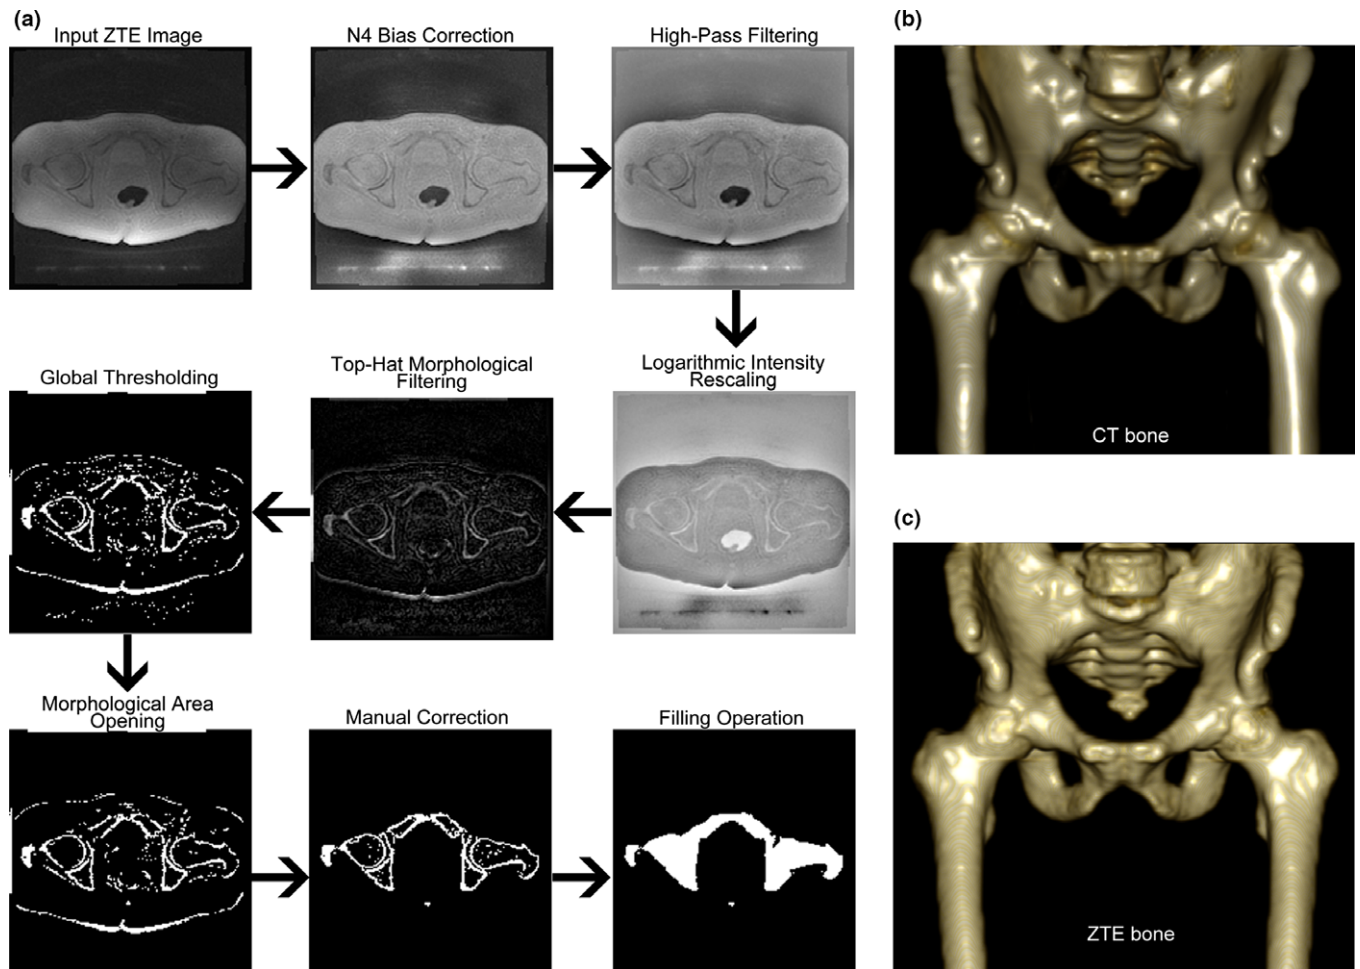 (a)
Input ZTE Image
N4 Bias Correction
High-Pass Filtering
Global Thresholding
Top-Hat Morphological
Filtering
Logarithmic Intensity
Rescaling
Morphological Area
Opening
Manual Correction
Filling Operation
(b)
CT bone
(c)
ZTE bone